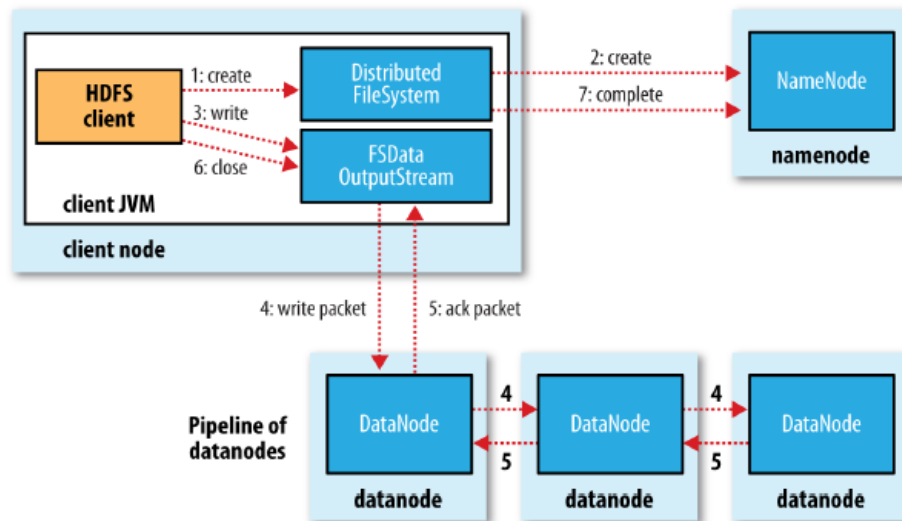 HDFS
client
1: create
3: write
6: close
Distributed
FileSystem
FSData
OutputStream
client JVM
client node
2: create
7: complete
NameNode
namenode
4: write packet
5: ack packet
Pipeline of
datanodes
DataNode
4
5
DataNode
4
5
DataNode
datanode
datanode
datanode